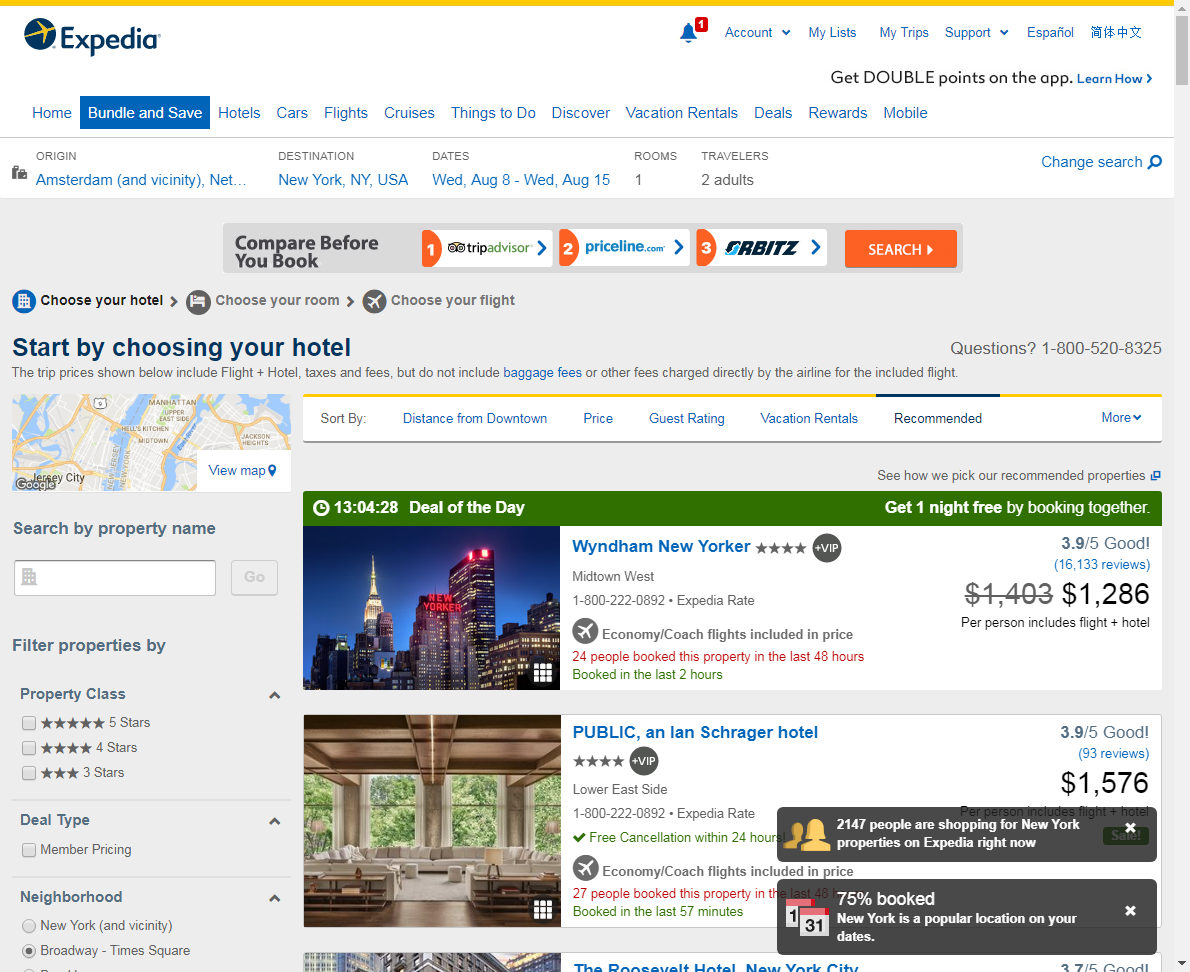 Expedia
1
Account
My Lists
My Trips
Support
Español
简体中文
Get DOUBLE points on the app. Learn How
Home
Bundle and Save
Hotels
Cars
Flights
Cruises
Things to Do
Discover
Vacation Rentals
Deals
Rewards
Mobile
ORIGIN
Amsterdam (and vicinity), Net…
DESTINATION
New York, NY, USA
DATES
Wed, Aug 8 - Wed, Aug 15
ROOMS
1
TRAVELERS
2 adults
Change search
Compare Before
You Book
1 tripadvisor
2 priceline.com
3 ORBITZ
SEARCH
Choose your hotel
Choose your room
Choose your flight
Start by choosing your hotel
Questions? 1-800-520-8325
The trip prices shown below include Flight + Hotel, taxes and fees, but do not include baggage fees or other fees charged directly by the airline for the included flight.
MANHATTAN
9
UPPER
EAST SIDE
HELL'S KITCHEN
MIDTOWN
JACKSON
HEIGHTS
NEW JERSEY
NEW YORK
East River
Jersey City
Google
View map
Sort By:
Distance from Downtown
Price
Guest Rating
Vacation Rentals
Recommended
More
See how we pick our recommended properties
Search by property name
Go
Filter properties by
Property Class
5 Stars
4 Stars
3 Stars
Deal Type
Member Pricing
Neighborhood
New York (and vicinity)
Broadway - Times Square
13:04:28 Deal of the Day
Get 1 night free by booking together.
NEW
YORKER
Wyndham New Yorker
+VIP
Midtown West
1-800-222-0892 • Expedia Rate
Economy/Coach flights included in price
24 people booked this property in the last 48 hours
Booked in the last 2 hours
3.9/5 Good!
(16,133 reviews)
$1,403 $1,286
Per person includes flight + hotel
PUBLIC, an Ian Schrager hotel
+VIP
Lower East Side
1-800-222-0892 • Expedia Rate
Free Cancellation within 24 hours!
Economy/Coach flights included in price
27 people booked this property in the last 48 hours
Booked in the last 57 minutes
3.9/5 Good!
(93 reviews)
$1,576
Per person includes flight + hotel
Sale!
2147 people are shopping for New York
properties on Expedia right now
1
31
75% booked
New York is a popular location on your
dates.
The Roosevelt Hotel, New York City
3.7/5 Good!